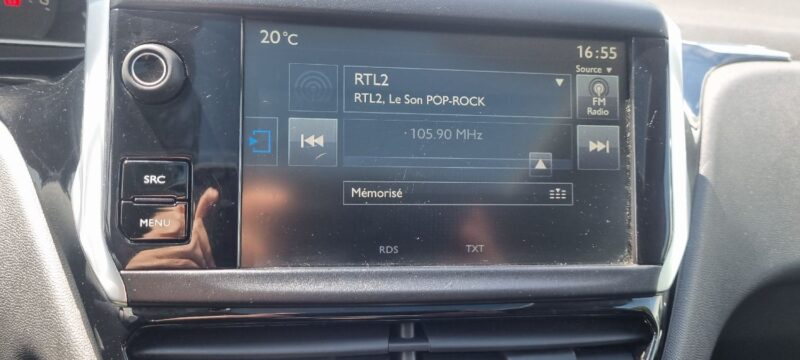 20°C
16:55
Source ▼
RTL2
RTL2, Le Son POP-ROCK
FM
Radio
105.90 MHz
SRC
Mémorisé
MENU
RDS
TXT